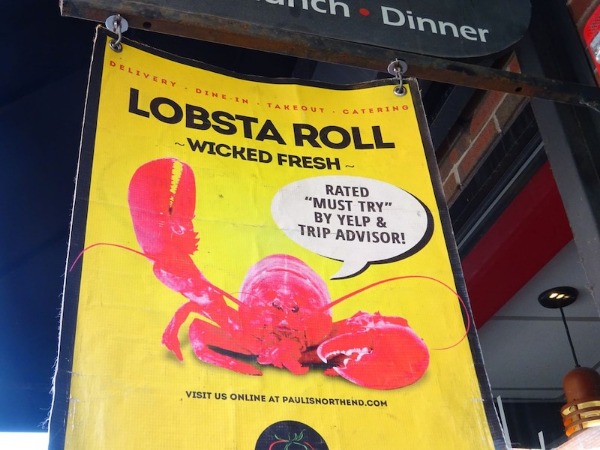 Dinner
DELIVERY · DINE-IN · TAKEOUT · CATERING
LOBSTA ROLL
~WICKED FRESH~
RATED
"MUST TRY"
BY YELP &
TRIP ADVISOR!
VISIT US ONLINE AT PAULISNORTHEND.COM